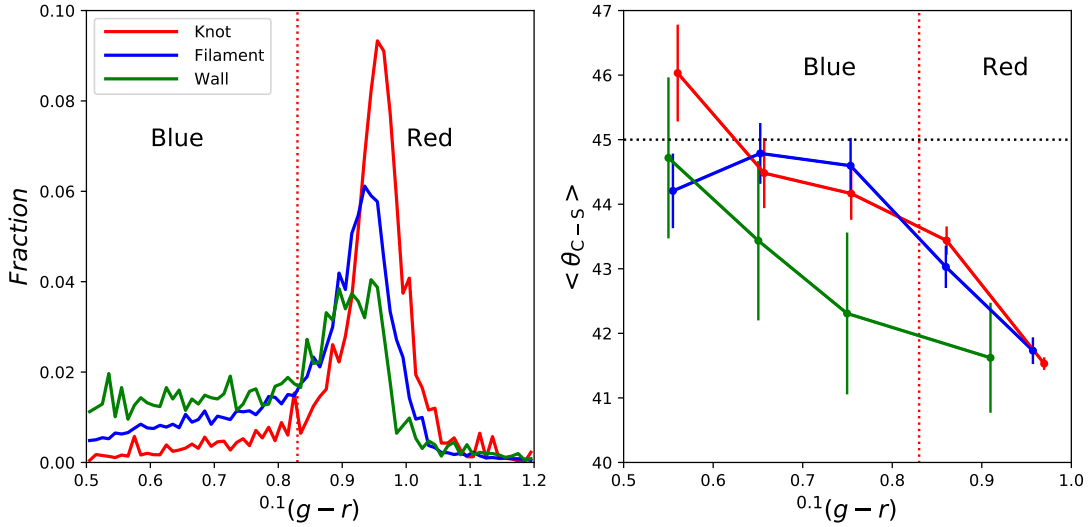 0.10
0.08
0.06
0.04
0.02
0.00
Fraction
Knot
Filament
Wall
Blue
Red
0.5 0.6 0.7 0.8 0.9 1.0 1.1 1.2
0.1(g − r)
47
46
45
44
43
42
41
40
< θC−S >
Blue
Red
0.5 0.6 0.7 0.8 0.9 1.0
0.1(g − r)